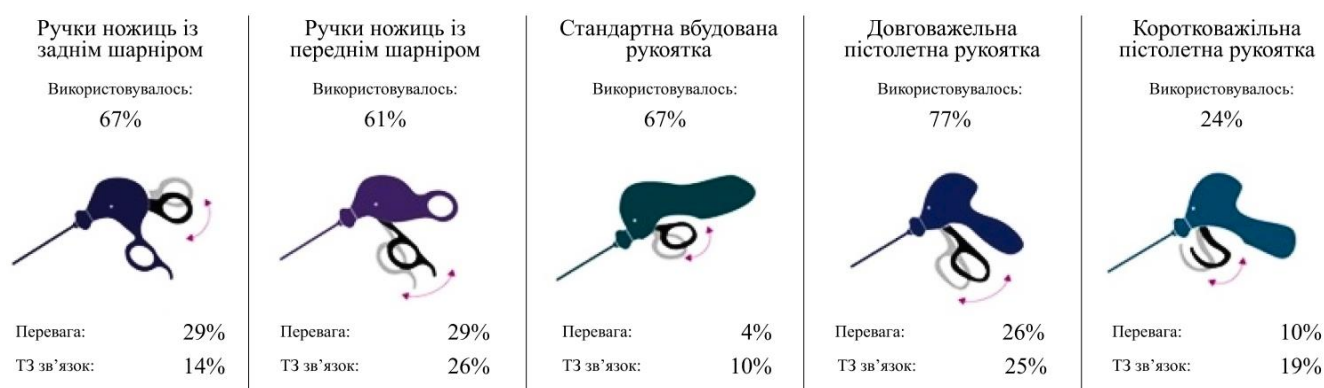 Ручки ножиць із
заднім шарніром
Використовувалось:
67%
Перевага: 29%
ТЗ зв’язок: 14%
Ручки ножиць із
переднім шарніром
Використовувалось:
61%
Перевага: 29%
ТЗ зв’язок: 26%
Стандартна вбудована
рукоятка
Використовувалось:
67%
Перевага: 4%
ТЗ зв’язок: 10%
Довговажельна
пістолетна рукоятка
Використовувалось:
77%
Перевага: 26%
ТЗ зв’язок: 25%
Коротковажільна
пістолетна рукоятка
Використовувалось:
24%
Перевага: 10%
ТЗ зв’язок: 19%